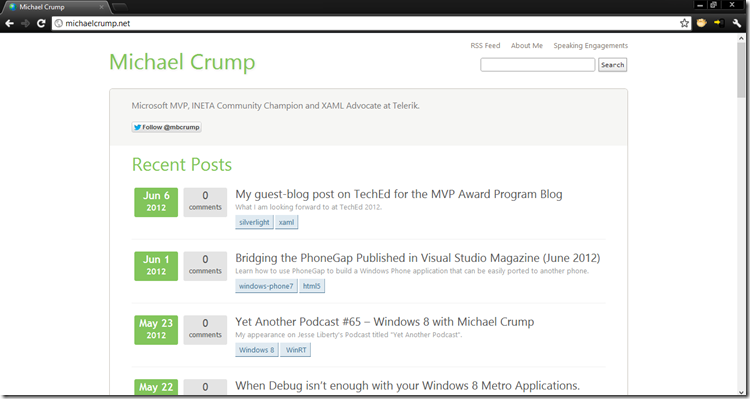 Michael Crump
michaelcrump.net
RSS Feed About Me Speaking Engagements
Michael Crump
Search
Microsoft MVP, INETA Community Champion and XAML Advocate at Telerik.
Follow @mbcrump
Recent Posts
Jun 6
2012
0
comments
My guest-blog post on TechEd for the MVP Award Program Blog
What I am looking forward to at TechEd 2012.
silverlight xaml
Jun 1
2012
0
comments
Bridging the PhoneGap Published in Visual Studio Magazine (June 2012)
Learn how to use PhoneGap to build a Windows Phone application that can be easily ported to another phone.
windows-phone7 html5
May 23
2012
0
comments
Yet Another Podcast #65 – Windows 8 with Michael Crump
My appearance on Jesse Liberty's Podcast titled "Yet Another Podcast".
Windows 8 WinRT
May 22
0
When Debug isn’t enough with your Windows 8 Metro Applications.